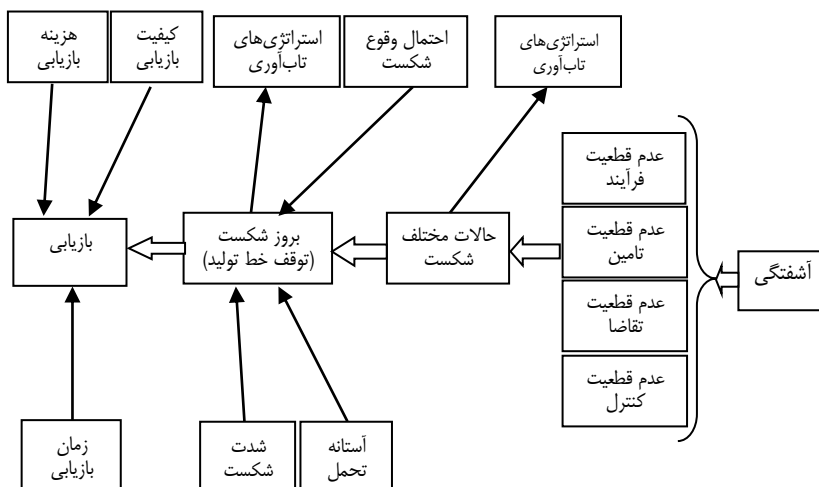 استراتژی‌های
تاب‌آوری
احتمال وقوع
شکست
استراتژی‌های
تاب‌آوری
کیفیت
بازیابی
هزینه
بازیابی
آشفتگی
عدم قطعیت
فرآیند
عدم قطعیت
تامین
عدم قطعیت
تقاضا
عدم قطعیت
کنترل
حالات مختلف
شکست
بروز شکست
(توقف خط تولید)
بازیابی
آستانه
تحمل
شدت
شکست
زمان
بازیابی